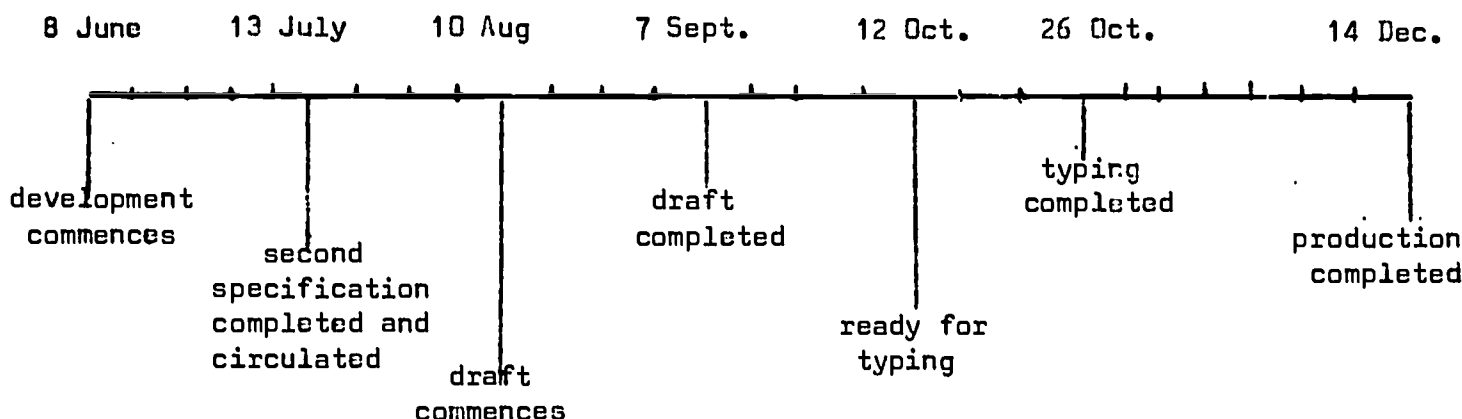 8 June 13 July 10 Aug 7 Sept. 12 Oct. 26 Oct. 14 Dec.
development
commences
second
specification
completed and
circulated
draft
commences
draft
completed
ready for
typing
typing
completed
production
completed